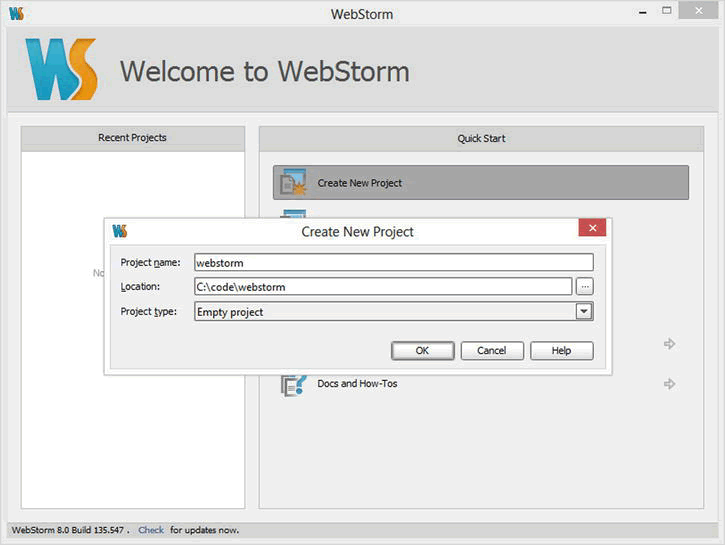 WebStorm
WS Welcome to WebStorm
Recent Projects
Quick Start
Create New Project
WS Create New Project
Project name: webstorm
No
Location: C:\code\webstorm ...
Project type: Empty project
OK Cancel Help
Docs and How-Tos
WebStorm 8.0 Build 135.547 . Check for updates now.